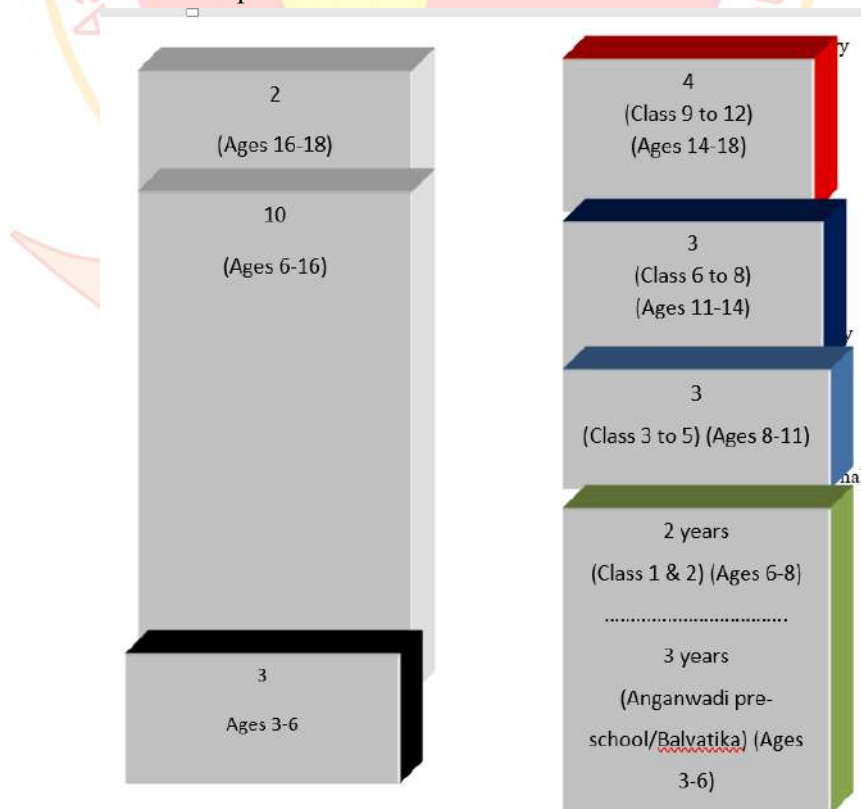 2
(Ages 16-18)
10
(Ages 6-16)
3
Ages 3-6
4
(Class 9 to 12)
(Ages 14-18)
3
(Class 6 to 8)
(Ages 11-14)
3
(Class 3 to 5) (Ages 8-11)
2 years
(Class 1 & 2) (Ages 6-8)
....................................
3 years
(Anganwadi pre-
school/Balvatika) (Ages
3-6)